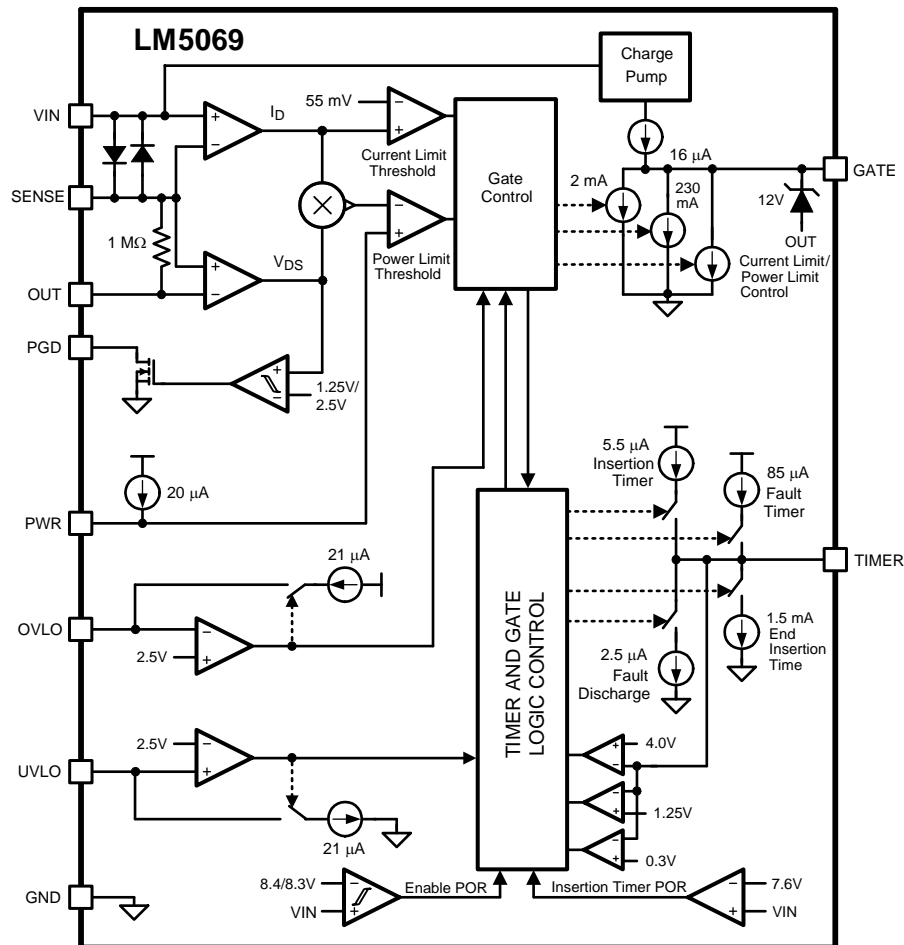 LM5069
Charge
Pump
VIN
I_D
55 mV
−
+
+
−
Current Limit
Threshold
16 μA
GATE
Gate
Control
2 mA
230
mA
12V
OUT
SENSE
1 MΩ
V_DS
+
−
−
+
Power Limit
Threshold
Current Limit/
Power Limit
Control
OUT
PGD
+
−
1.25V/
2.5V
20 μA
PWR
5.5 μA
Insertion
Timer
85 μA
Fault
Timer
TIMER
21 μA
OVLO
−
2.5V
+
TIMER AND GATE
LOGIC CONTROL
2.5 μA
Fault
Discharge
1.5 mA
End
Insertion
Time
2.5V
−
UVLO
+
21 μA
+
4.0V
−
−
+
1.25V
−
+
0.3V
GND
8.4/8.3V
−
VIN
+
Enable POR
Insertion Timer POR
−
7.6V
+
VIN